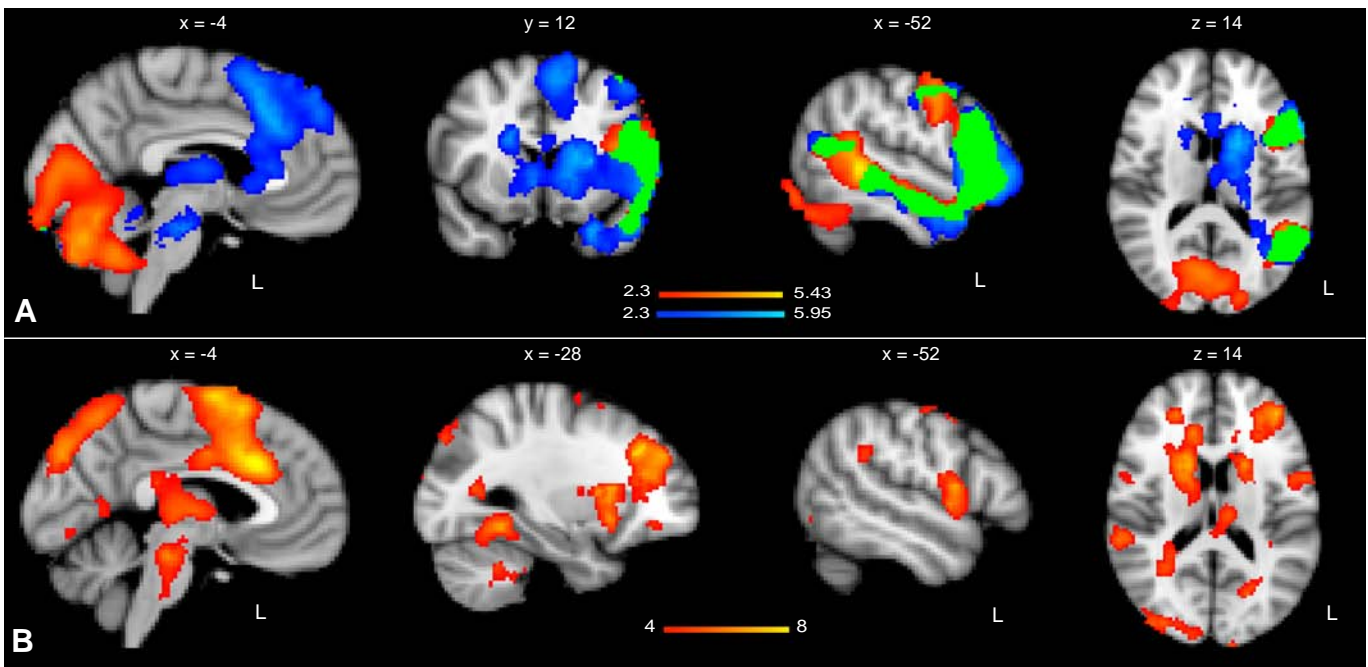 x = -4
y = 12
x = -52
z = 14
L
L
L
2.3 5.43
2.3 5.95
A
x = -4
x = -28
x = -52
z = 14
L
L
L
4 8
B